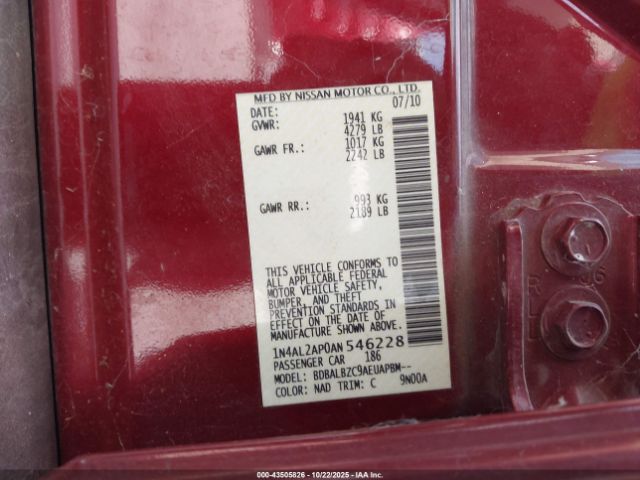 MFD BY NISSAN MOTOR CO., LTD.
DATE: 07/10
GVWR: 1941 KG
4279 LB
GAWR FR.: 1017 KG
2242 LB
GAWR RR.: 993 KG
2189 LB
THIS VEHICLE CONFORMS TO
ALL APPLICABLE FEDERAL
MOTOR VEHICLE SAFETY,
BUMPER, AND THEFT
PREVENTION STANDARDS IN
EFFECT ON THE DATE OF
MANUFACTURE SHOWN ABOVE.
1N4AL2AP0AN546228
PASSENGER CAR 186
MODEL: BDBALBZC9AEUAPBM--
COLOR: NAD TRIM: C 9N00A
00-43505826 - 10/22/2025 - IAA Inc.